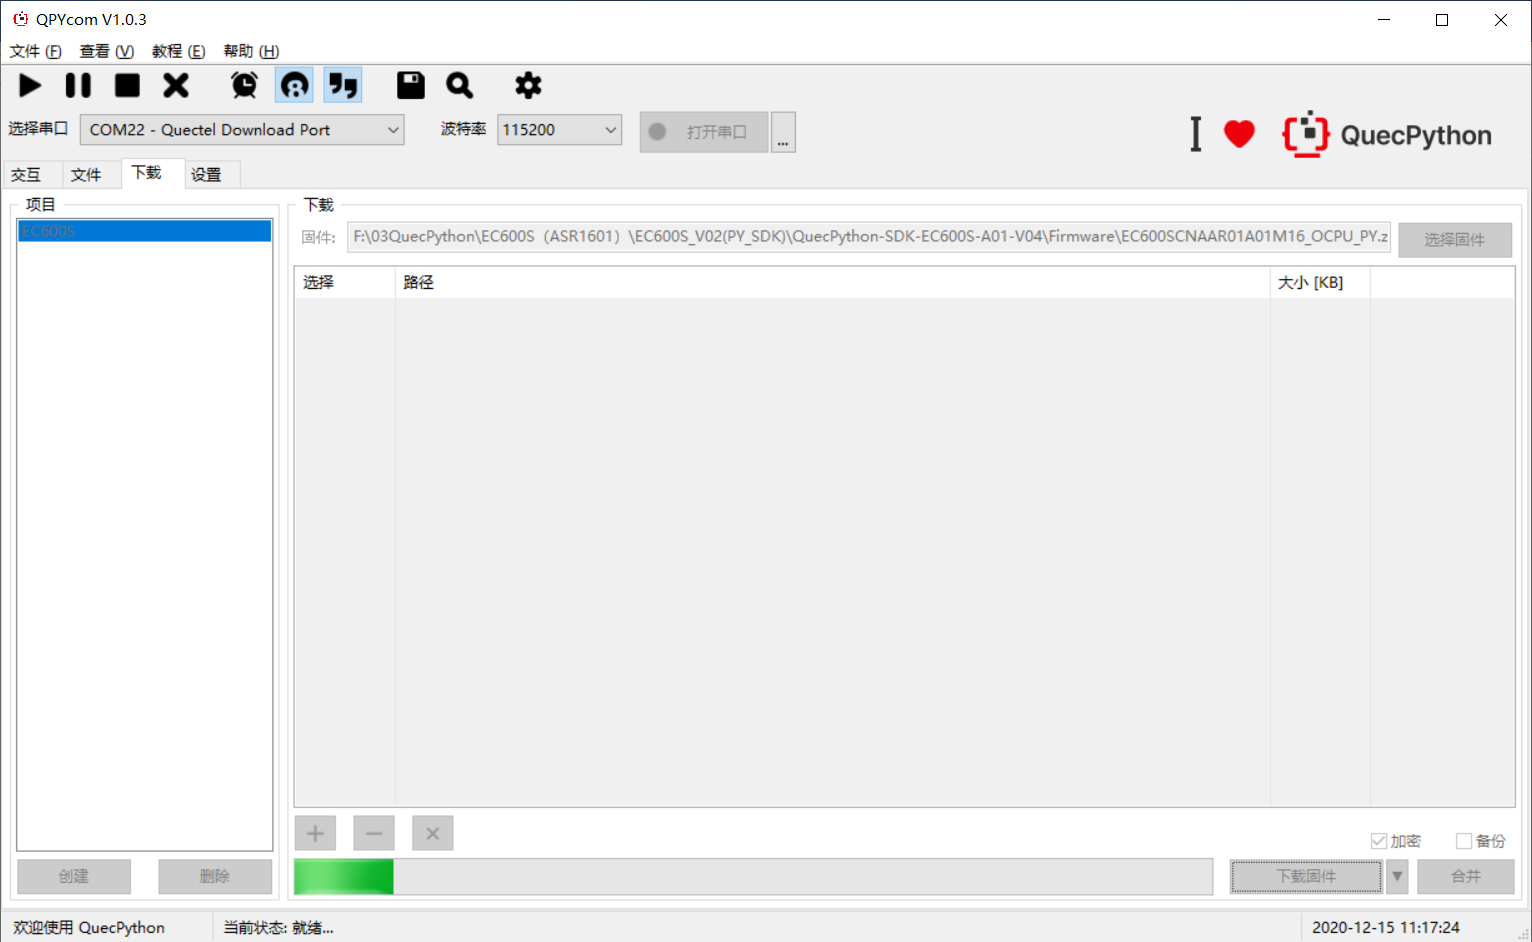 QPYcom V1.0.3
文件 (F) 查看 (V) 教程 (E) 帮助 (H)
选择串口 COM22 - Quectel Download Port 波特率 115200 打开串口 ...
I QuecPython
交互 文件 下载 设置
项目
EC600S
下载
固件: F:\03QuecPython\EC600S（ASR1601）\EC600S_V02(PY_SDK)\QuecPython-SDK-EC600S-A01-V04\Firmware\EC600SCNAAR01A01M16_OCPU_PY.z 选择固件
选择 路径 大小 [KB]
加密 备份
创建 删除 下载固件 合并
欢迎使用 QuecPython 当前状态: 就绪... 2020-12-15 11:17:24